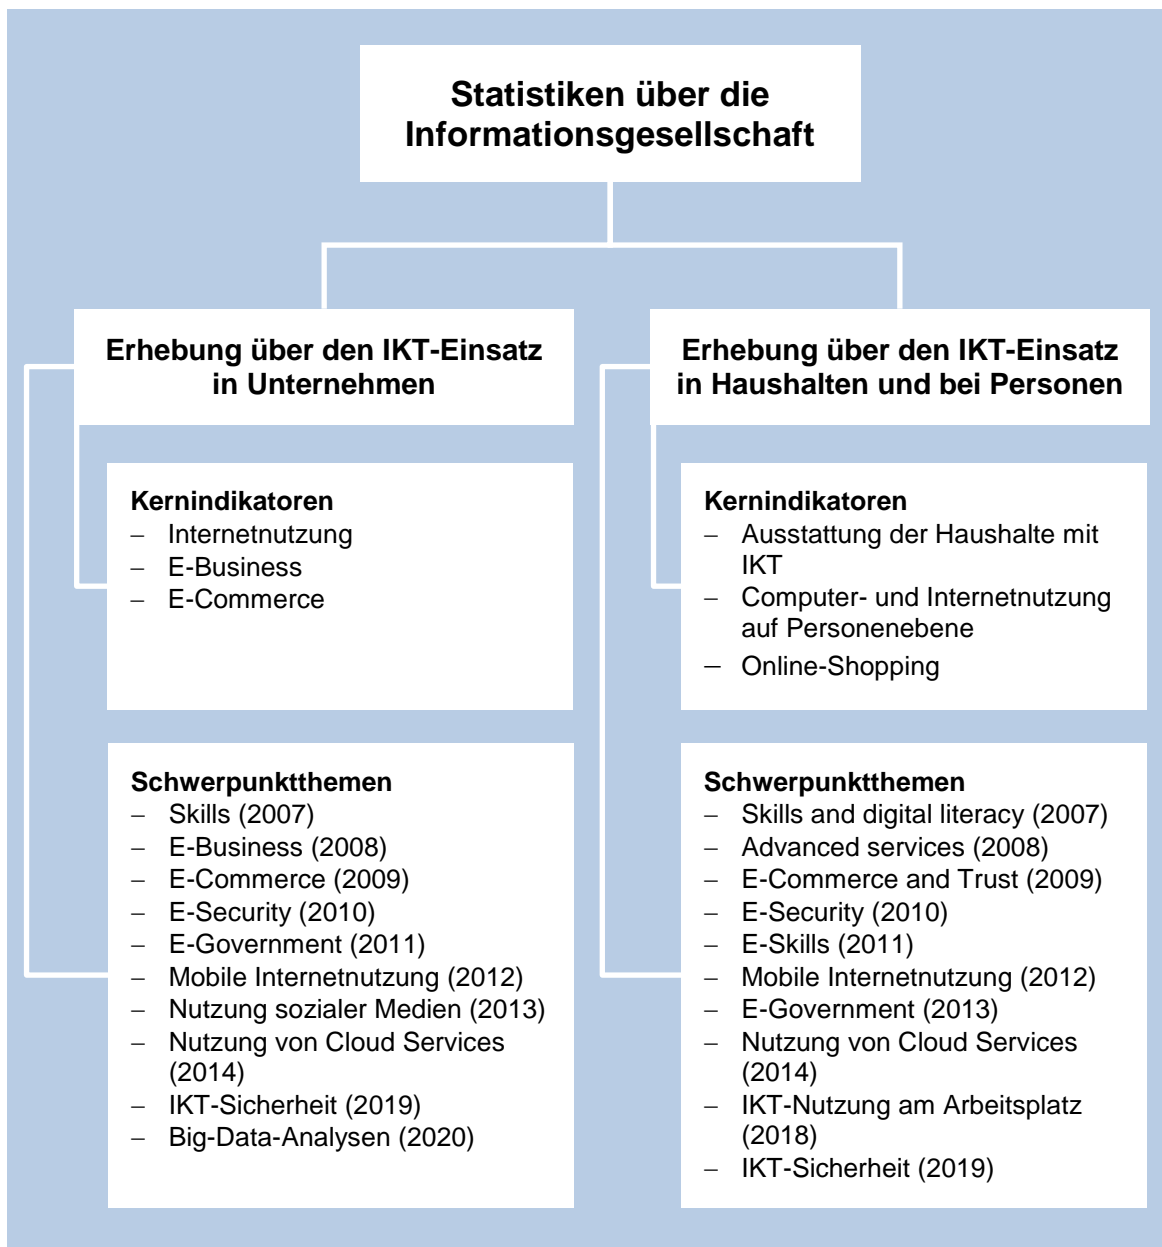 Statistiken über die
Informationsgesellschaft
Erhebung über den IKT-Einsatz
in Unternehmen
Kernindikatoren
– Internetnutzung
– E-Business
– E-Commerce
Schwerpunktthemen
– Skills (2007)
– E-Business (2008)
– E-Commerce (2009)
– E-Security (2010)
– E-Government (2011)
– Mobile Internetnutzung (2012)
– Nutzung sozialer Medien (2013)
– Nutzung von Cloud Services
(2014)
– IKT-Sicherheit (2019)
– Big-Data-Analysen (2020)
Erhebung über den IKT-Einsatz
in Haushalten und bei Personen
Kernindikatoren
– Ausstattung der Haushalte mit
IKT
– Computer- und Internetnutzung
auf Personenebene
– Online-Shopping
Schwerpunktthemen
– Skills and digital literacy (2007)
– Advanced services (2008)
– E-Commerce and Trust (2009)
– E-Security (2010)
– E-Skills (2011)
– Mobile Internetnutzung (2012)
– E-Government (2013)
– Nutzung von Cloud Services
(2014)
– IKT-Nutzung am Arbeitsplatz
(2018)
– IKT-Sicherheit (2019)